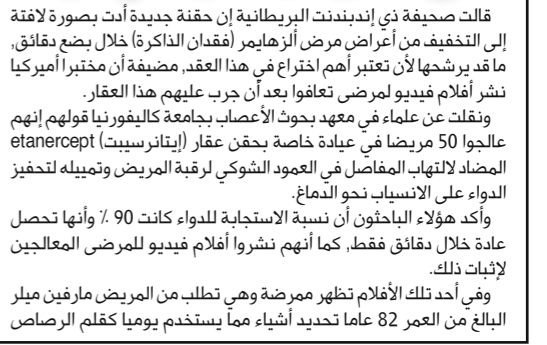 قالت صحيفة ذي إندبندنت البريطانية إن حقنة جديدة أدت بصورة لافتة
إلى التخفيف من أعراض مرض ألزهايمر (فقدان الذاكرة) خلال بضع دقائق,
ما قد يرشحها لأن تعتبر أهم اختراع في هذا العقد, مضيفة أن مختبرا أميركيا
نشر أفلام فيديو لمرضى تعافوا بعد أن جرب عليهم هذا العقار.
ونقلت عن علماء في معهد بحوث الأعصاب بجامعة كاليفورنيا قولهم إنهم
عالجوا 50 مريضا في عيادة خاصة بحقن عقار (إيتانرسيبت) etanercept
المضاد لالتهاب المفاصل في العمود الشوكي لرقبة المريض وتمييله لتحفيز
الدواء على الانسياب نحو الدماغ.
وأكد هؤلاء الباحثون أن نسبة الاستجابة للدواء كانت 90 ٪ وأنها تحصل
عادة خلال دقائق فقط, كما أنهم نشروا أفلام فيديو للمرضى المعالجين
لإثبات ذلك.
وفي أحد تلك الأفلام تظهر ممرضة وهي تطلب من المريض مارفين ميلر
البالغ من العمر 82 عاما تحديد أشياء مما يستخدم يوميا كقلم الرصاص